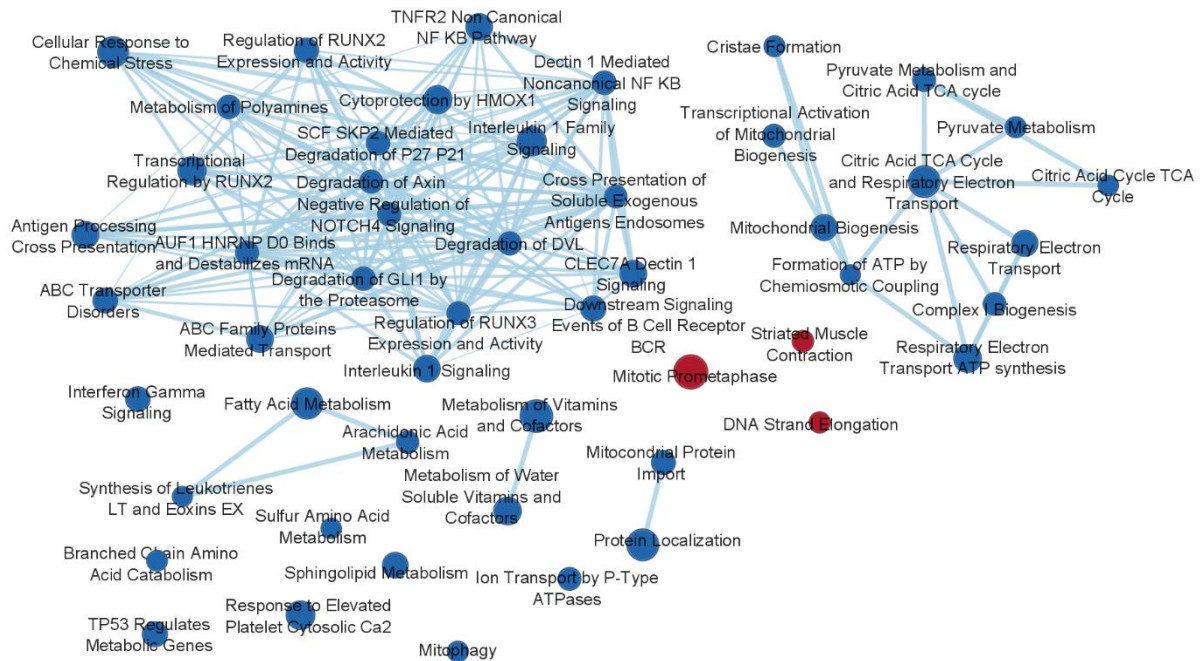 TNFR2 Non Canonical
NF KB Pathway
Cellular Response to
Chemical Stress
Regulation of RUNX2
Expression and Activity
Dectin 1 Mediated
Noncanonical NF KB
Signaling
Metabolism of Polyamines
Cytoprotection by HMOX1
SCF SKP2 Mediated
Degradation of P27 P21
Interleukin 1 Family
Signaling
Transcriptional
Regulation by RUNX2
Degradation of Axin
Negative Regulation of
NOTCH4 Signaling
Cross Presentation of
Soluble Exogenous
Antigens Endosomes
Antigen Processing
Cross Presentation
AUF1 HNRNP D0 Binds
and Destabilizes mRNA
Degradation of DVL
Degradation of GLI1 by
the Proteasome
CLEC7A Dectin 1
Signaling
ABC Transporter
Disorders
ABC Family Proteins
Mediated Transport
Regulation of RUNX3
Expression and Activity
Downstream Signaling
Events of B Cell Receptor
BCR
Interleukin 1 Signaling
Cristae Formation
Pyruvate Metabolism and
Citric Acid TCA cycle
Transcriptional Activation
of Mitochondrial
Biogenesis
Pyruvate Metabolism
Citric Acid TCA Cycle
and Respiratory Electron
Transport
Citric Acid Cycle TCA
Cycle
Mitochondrial Biogenesis
Respiratory Electron
Transport
Formation of ATP by
Chemiosmotic Coupling
Complex I Biogenesis
Striated Muscle
Contraction
Respiratory Electron
Transport ATP synthesis
Mitotic Prometaphase
DNA Strand Elongation
Interferon Gamma
Signaling
Fatty Acid Metabolism
Arachidonic Acid
Metabolism
Metabolism of Vitamins
and Cofactors
Synthesis of Leukotrienes
LT and Eoxins EX
Metabolism of Water
Soluble Vitamins and
Cofactors
Mitocondrial Protein
Import
Sulfur Amino Acid
Metabolism
Protein Localization
Branched Chain Amino
Acid Catabolism
Sphingolipid Metabolism
Ion Transport by P-Type
ATPases
TP53 Regulates
Metabolic Genes
Response to Elevated
Platelet Cytosolic Ca2
Mitophagy